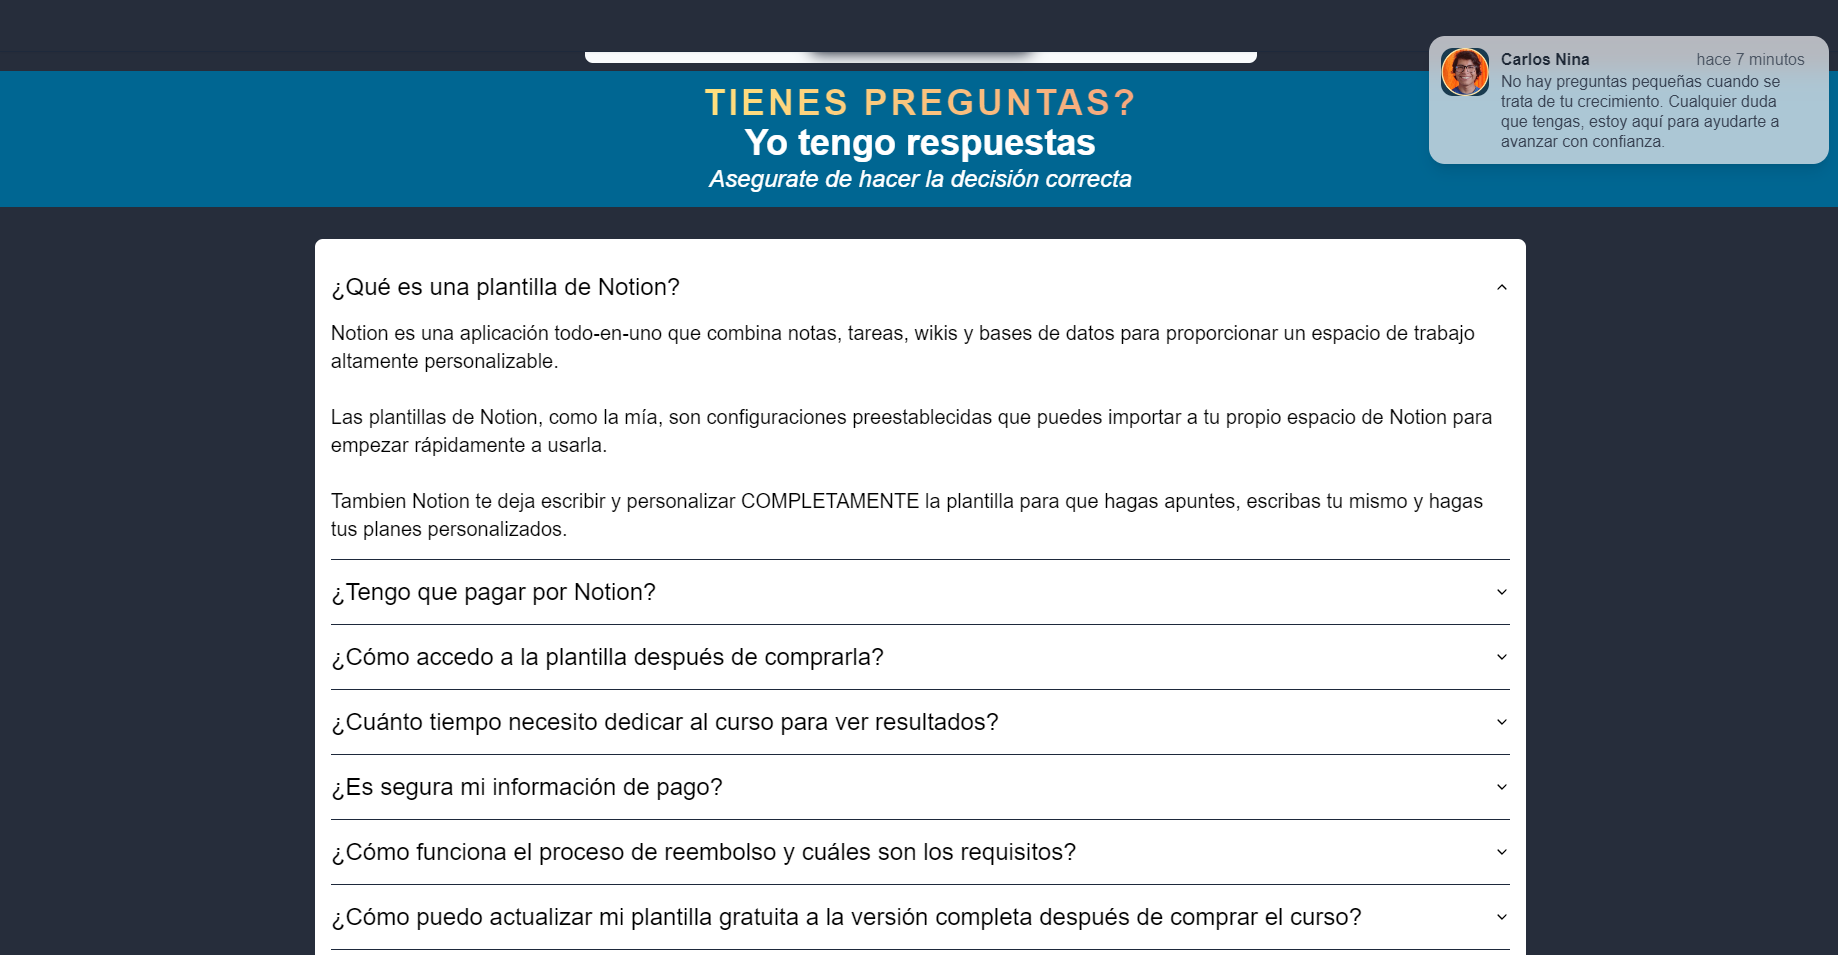 TIENES PREGUNTAS?
Yo tengo respuestas
Asegurate de hacer la decisión correcta
Carlos Nina
hace 7 minutos
No hay preguntas pequeñas cuando se
trata de tu crecimiento. Cualquier duda
que tengas, estoy aquí para ayudarte a
avanzar con confianza.
¿Qué es una plantilla de Notion?
Notion es una aplicación todo-en-uno que combina notas, tareas, wikis y bases de datos para proporcionar un espacio de trabajo
altamente personalizable.
Las plantillas de Notion, como la mía, son configuraciones preestablecidas que puedes importar a tu propio espacio de Notion para
empezar rápidamente a usarla.
Tambien Notion te deja escribir y personalizar COMPLETAMENTE la plantilla para que hagas apuntes, escribas tu mismo y hagas
tus planes personalizados.
¿Tengo que pagar por Notion?
¿Cómo accedo a la plantilla después de comprarla?
¿Cuánto tiempo necesito dedicar al curso para ver resultados?
¿Es segura mi información de pago?
¿Cómo funciona el proceso de reembolso y cuáles son los requisitos?
¿Cómo puedo actualizar mi plantilla gratuita a la versión completa después de comprar el curso?